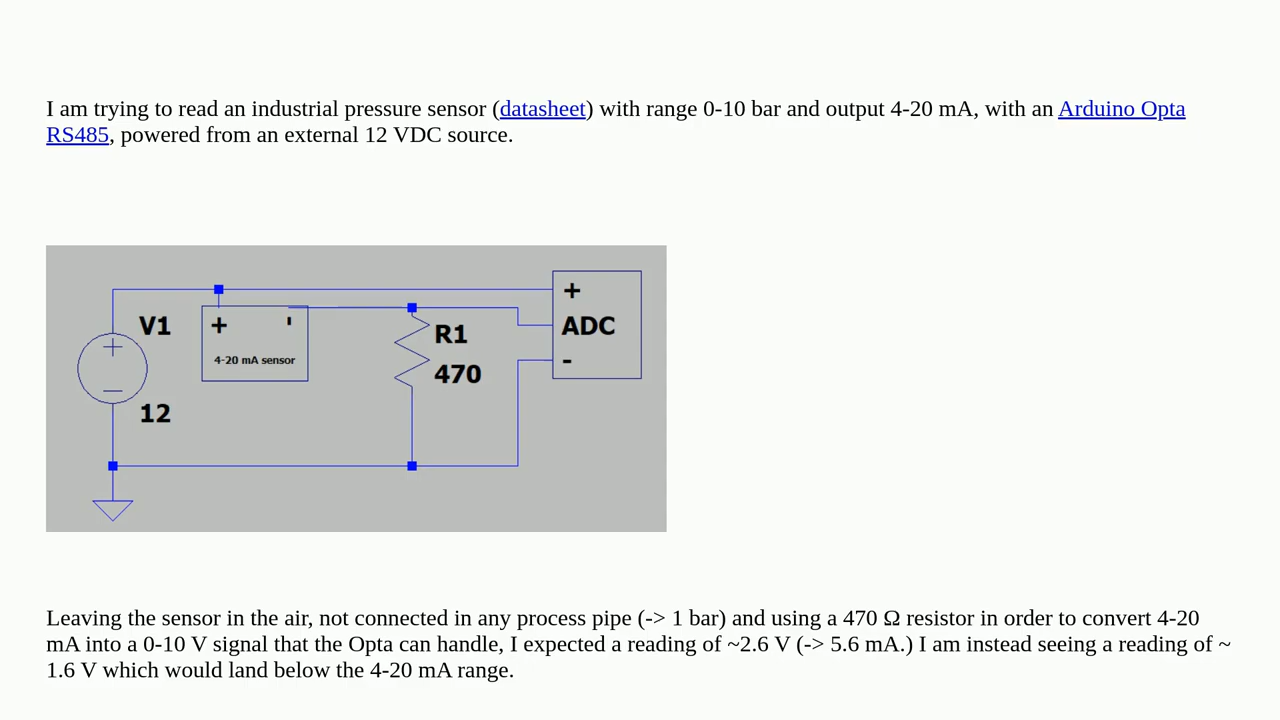 I am trying to read an industrial pressure sensor (datasheet) with range 0-10 bar and output 4-20 mA, with an Arduino Opta
RS485, powered from an external 12 VDC source.
+
V1
+
'
R1
ADC
4-20 mA sensor
-
470
12
Leaving the sensor in the air, not connected in any process pipe (-> 1 bar) and using a 470 Ω resistor in order to convert 4-20
mA into a 0-10 V signal that the Opta can handle, I expected a reading of ~2.6 V (-> 5.6 mA.) I am instead seeing a reading of ~
1.6 V which would land below the 4-20 mA range.